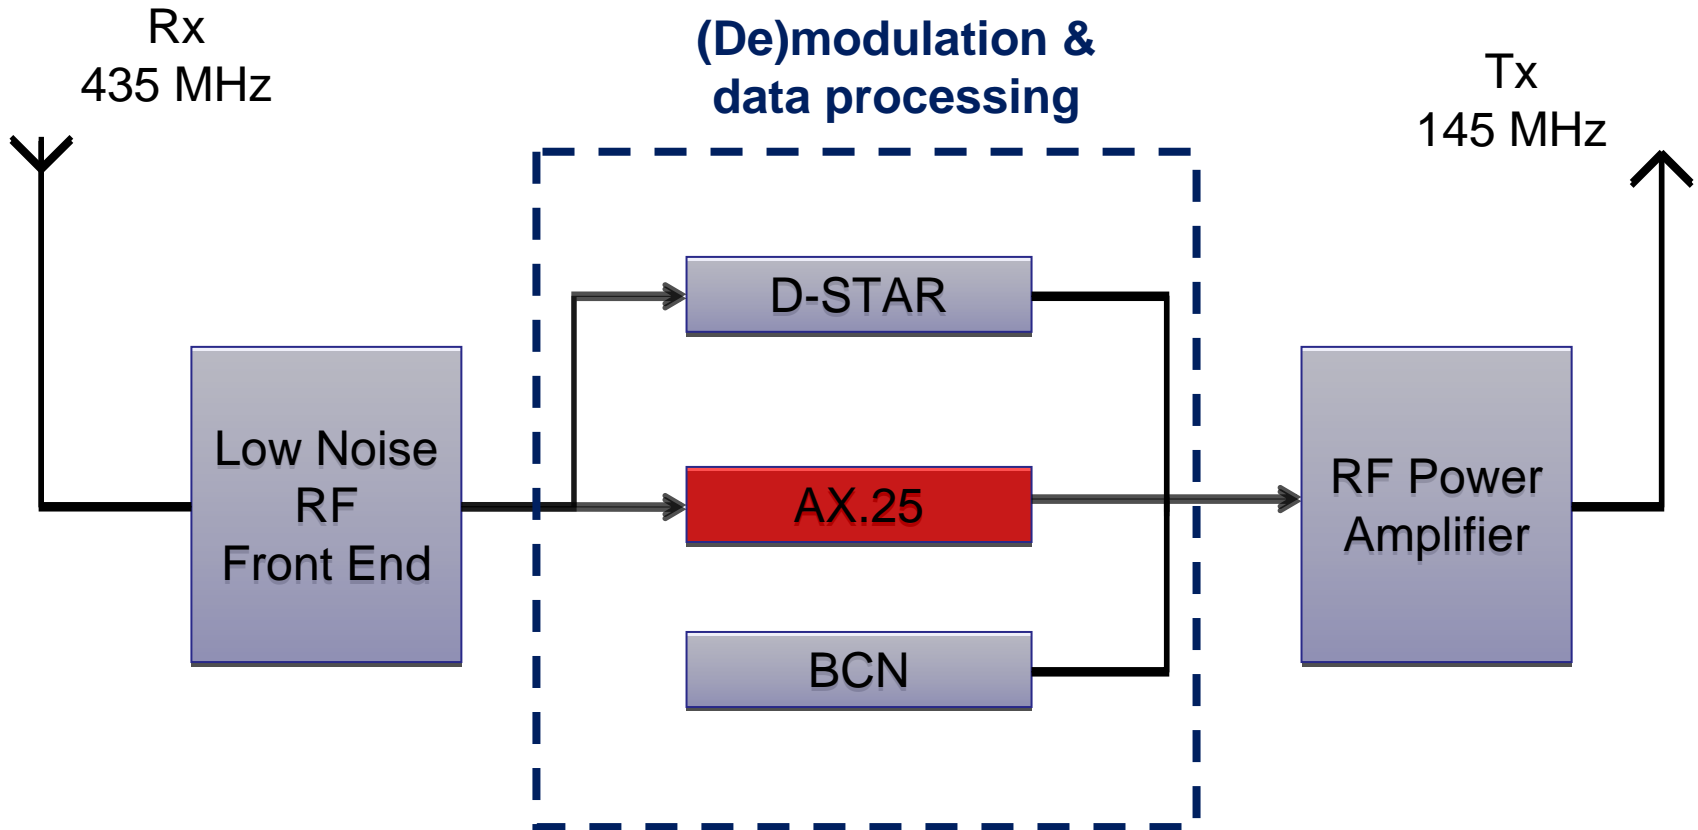 Rx
435 MHz
(De)modulation &
data processing
Tx
145 MHz
D-STAR
Low Noise
RF
Front End
AX.25
RF Power
Amplifier
BCN